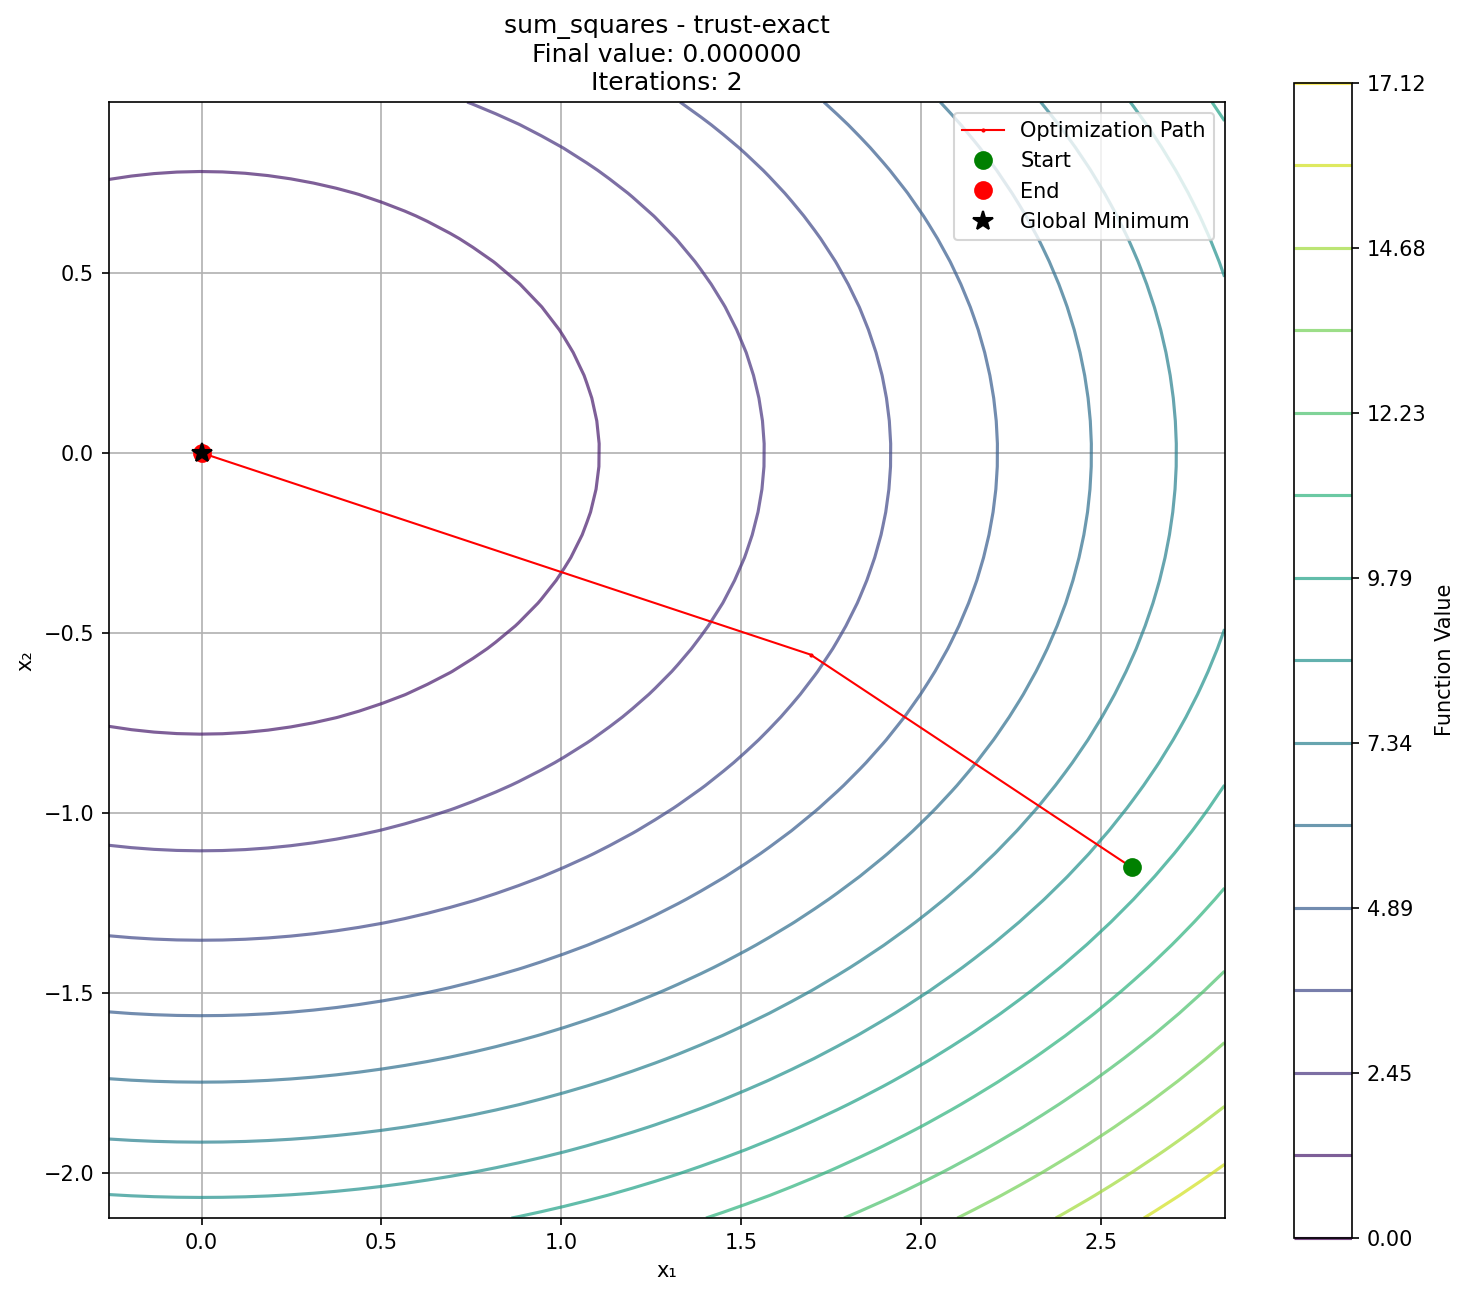 sum_squares - trust-exact
Final value: 0.000000
Iterations: 2
Optimization Path
Start
End
Global Minimum
0.5
0.0
−0.5
−1.0
−1.5
−2.0
x₂
0.0
0.5
1.0
1.5
2.0
2.5
x₁
17.12
14.68
12.23
9.79
7.34
4.89
2.45
0.00
Function Value